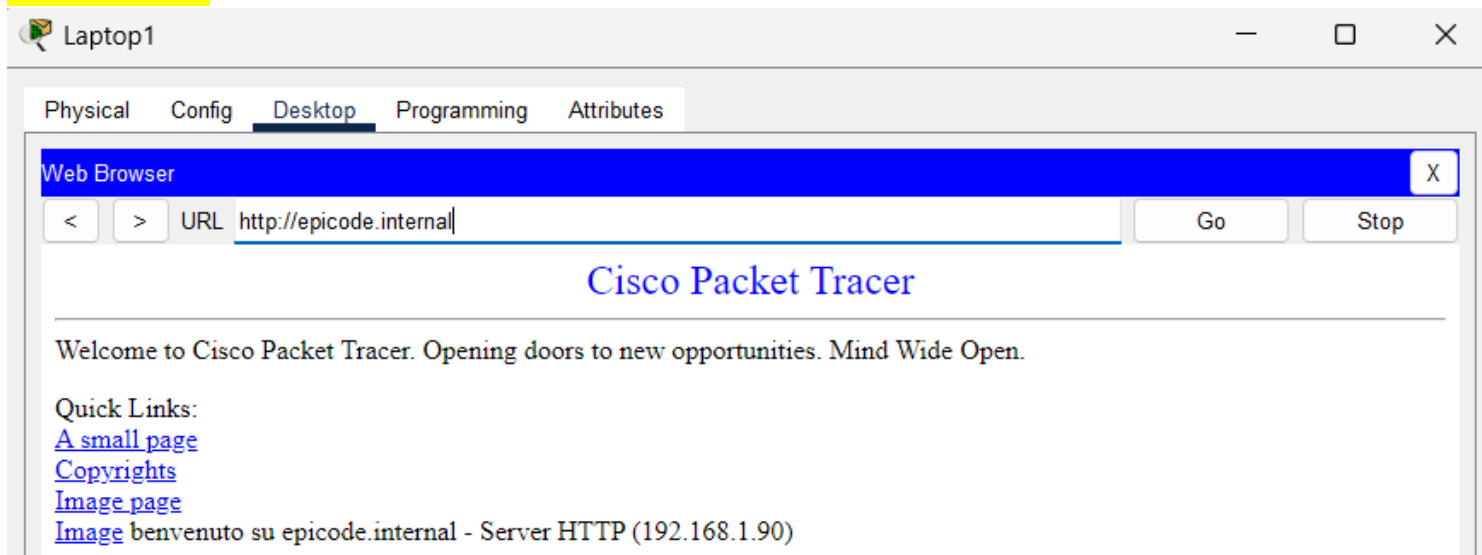 Laptop1
Physical Config Desktop Programming Attributes
Web Browser X
< > URL http://epicode.internal Go Stop
Cisco Packet Tracer
Welcome to Cisco Packet Tracer. Opening doors to new opportunities. Mind Wide Open.
Quick Links:
A small page
Copyrights
Image page
Image benvenuto su epicode.internal - Server HTTP (192.168.1.90)